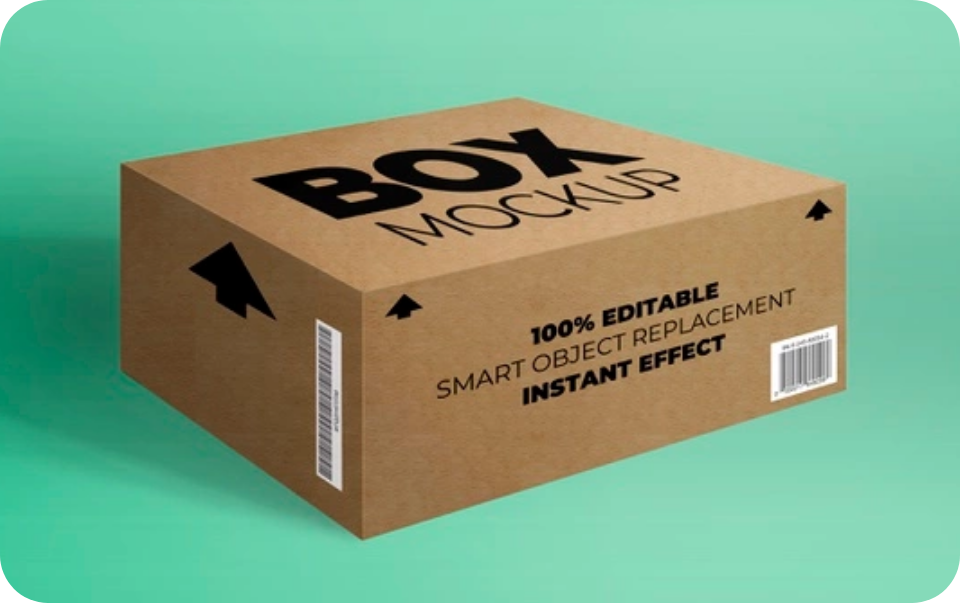 BOX
MOCKUP
100% EDITABLE
SMART OBJECT REPLACEMENT
INSTANT EFFECT